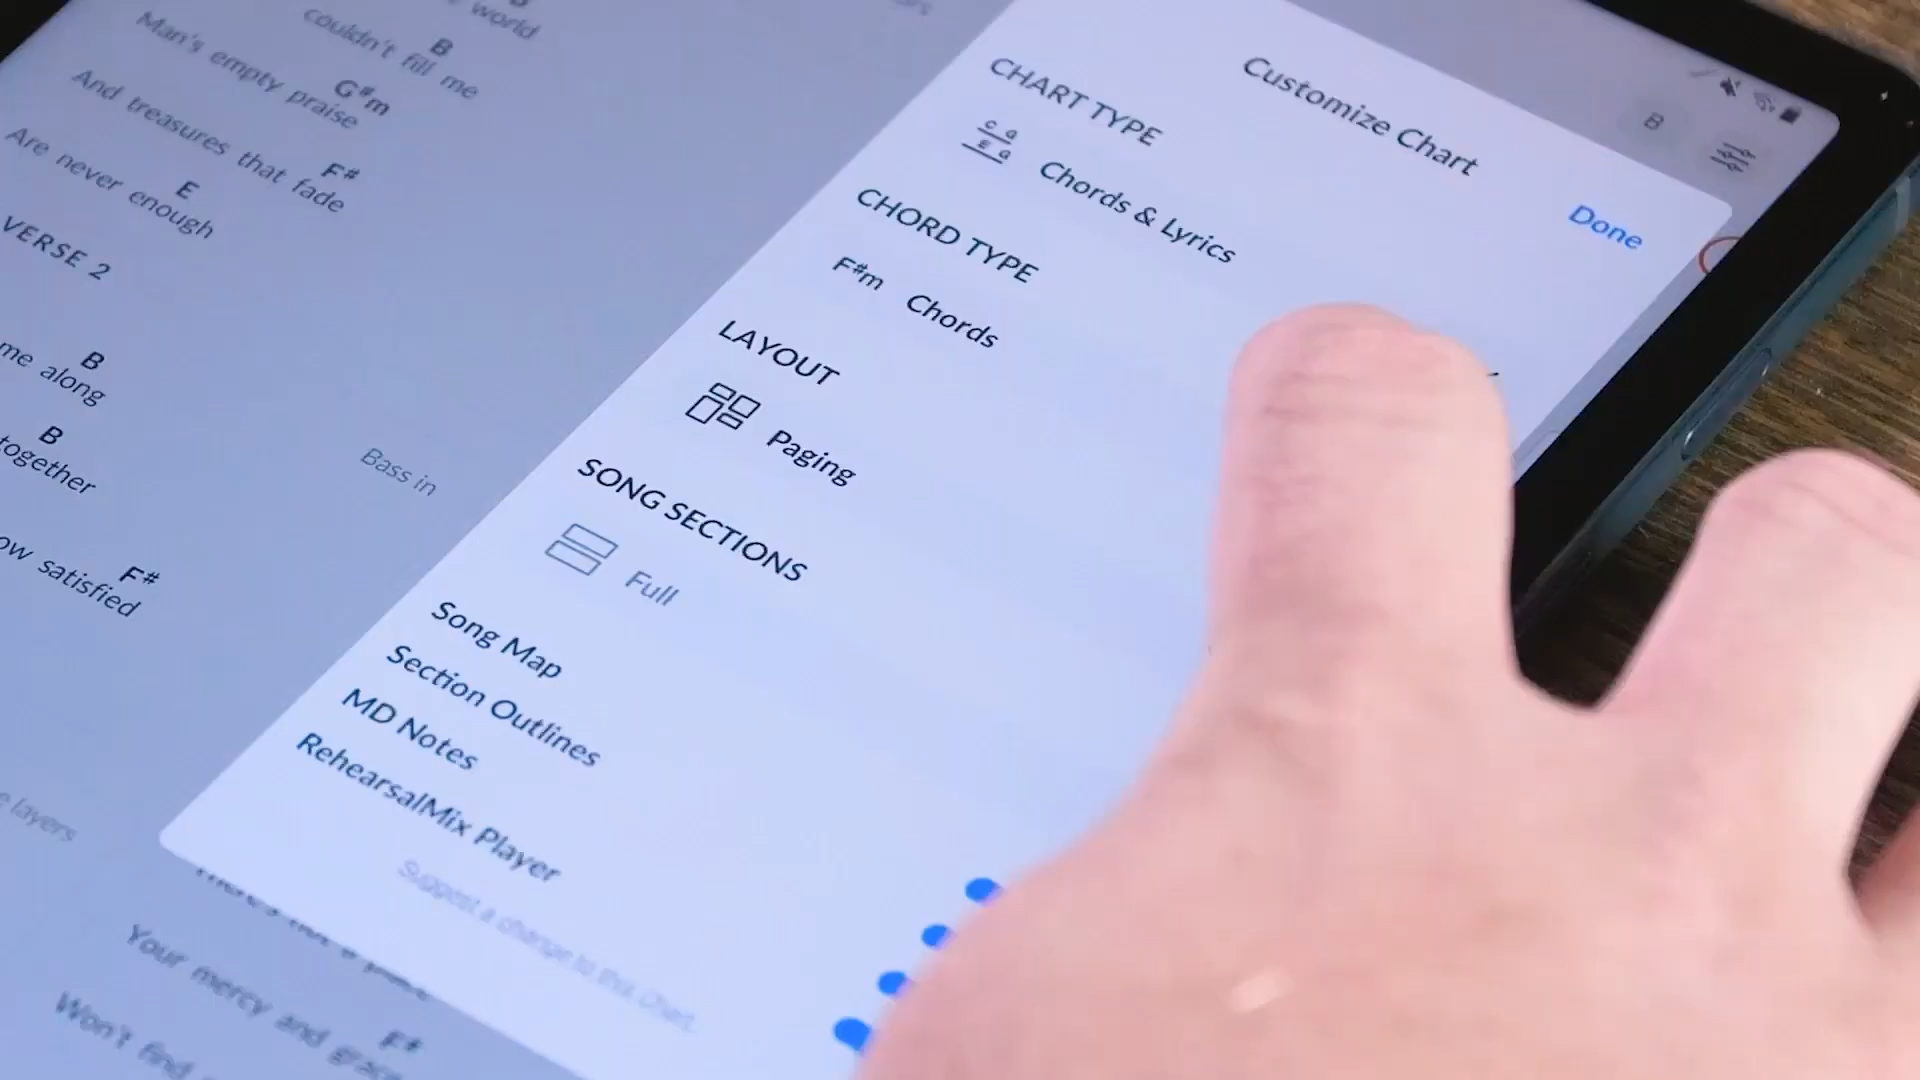 world
B
couldn't fill me
Man's empty praise
G#m
And treasures that fade
F#
Are never enough
E
VERSE 2
B
me along
B
together
Bass in
F#
ow satisfied
layers
Your mercy and grace
F#
Won't find
Customize Chart
Done
B
CHART TYPE
Chords & Lyrics
CHORD TYPE
F#m Chords
LAYOUT
Paging
SONG SECTIONS
Full
Song Map
Section Outlines
MD Notes
RehearsalMix Player
Suggest a change to this Chart